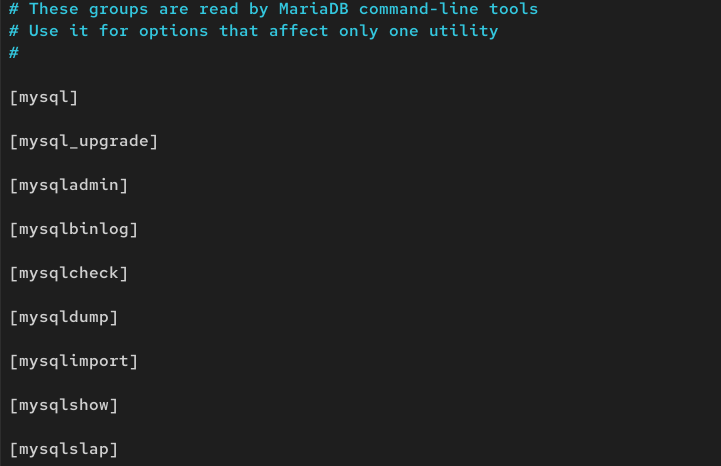 # These groups are read by MariaDB command-line tools
# Use it for options that affect only one utility
#
[mysql]
[mysql_upgrade]
[mysqladmin]
[mysqlbinlog]
[mysqlcheck]
[mysqldump]
[mysqlimport]
[mysqlshow]
[mysqlslap]